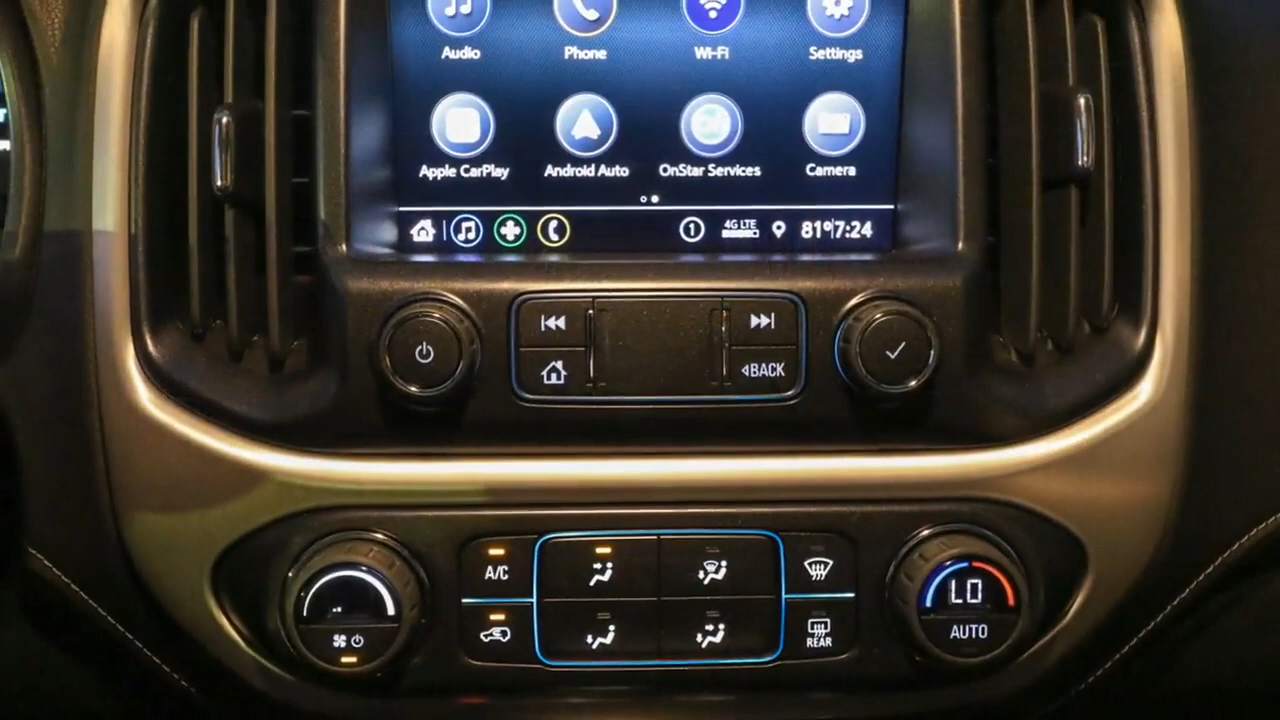 Audio Phone Wi-Fi Settings
Apple CarPlay Android Auto OnStar Services Camera
1 4G LTE 81° 7:24
BACK
A/C
REAR
LO
AUTO